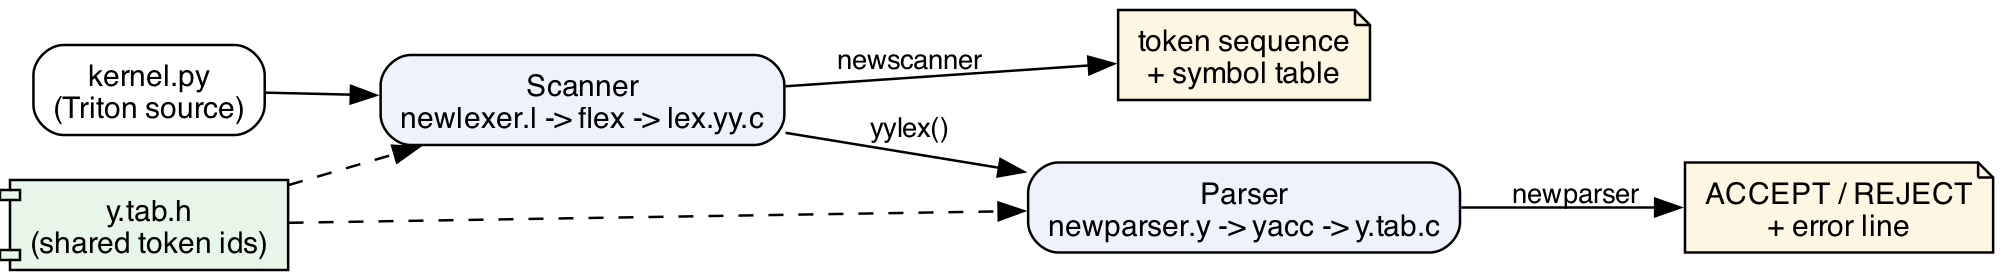 kernel.py
(Triton source)
Scanner
newlexer.l -> flex -> lex.yy.c
newscanner
token sequence
+ symbol table
yylex()
y.tab.h
(shared token ids)
Parser
newparser.y -> yacc -> y.tab.c
newparser
ACCEPT / REJECT
+ error line